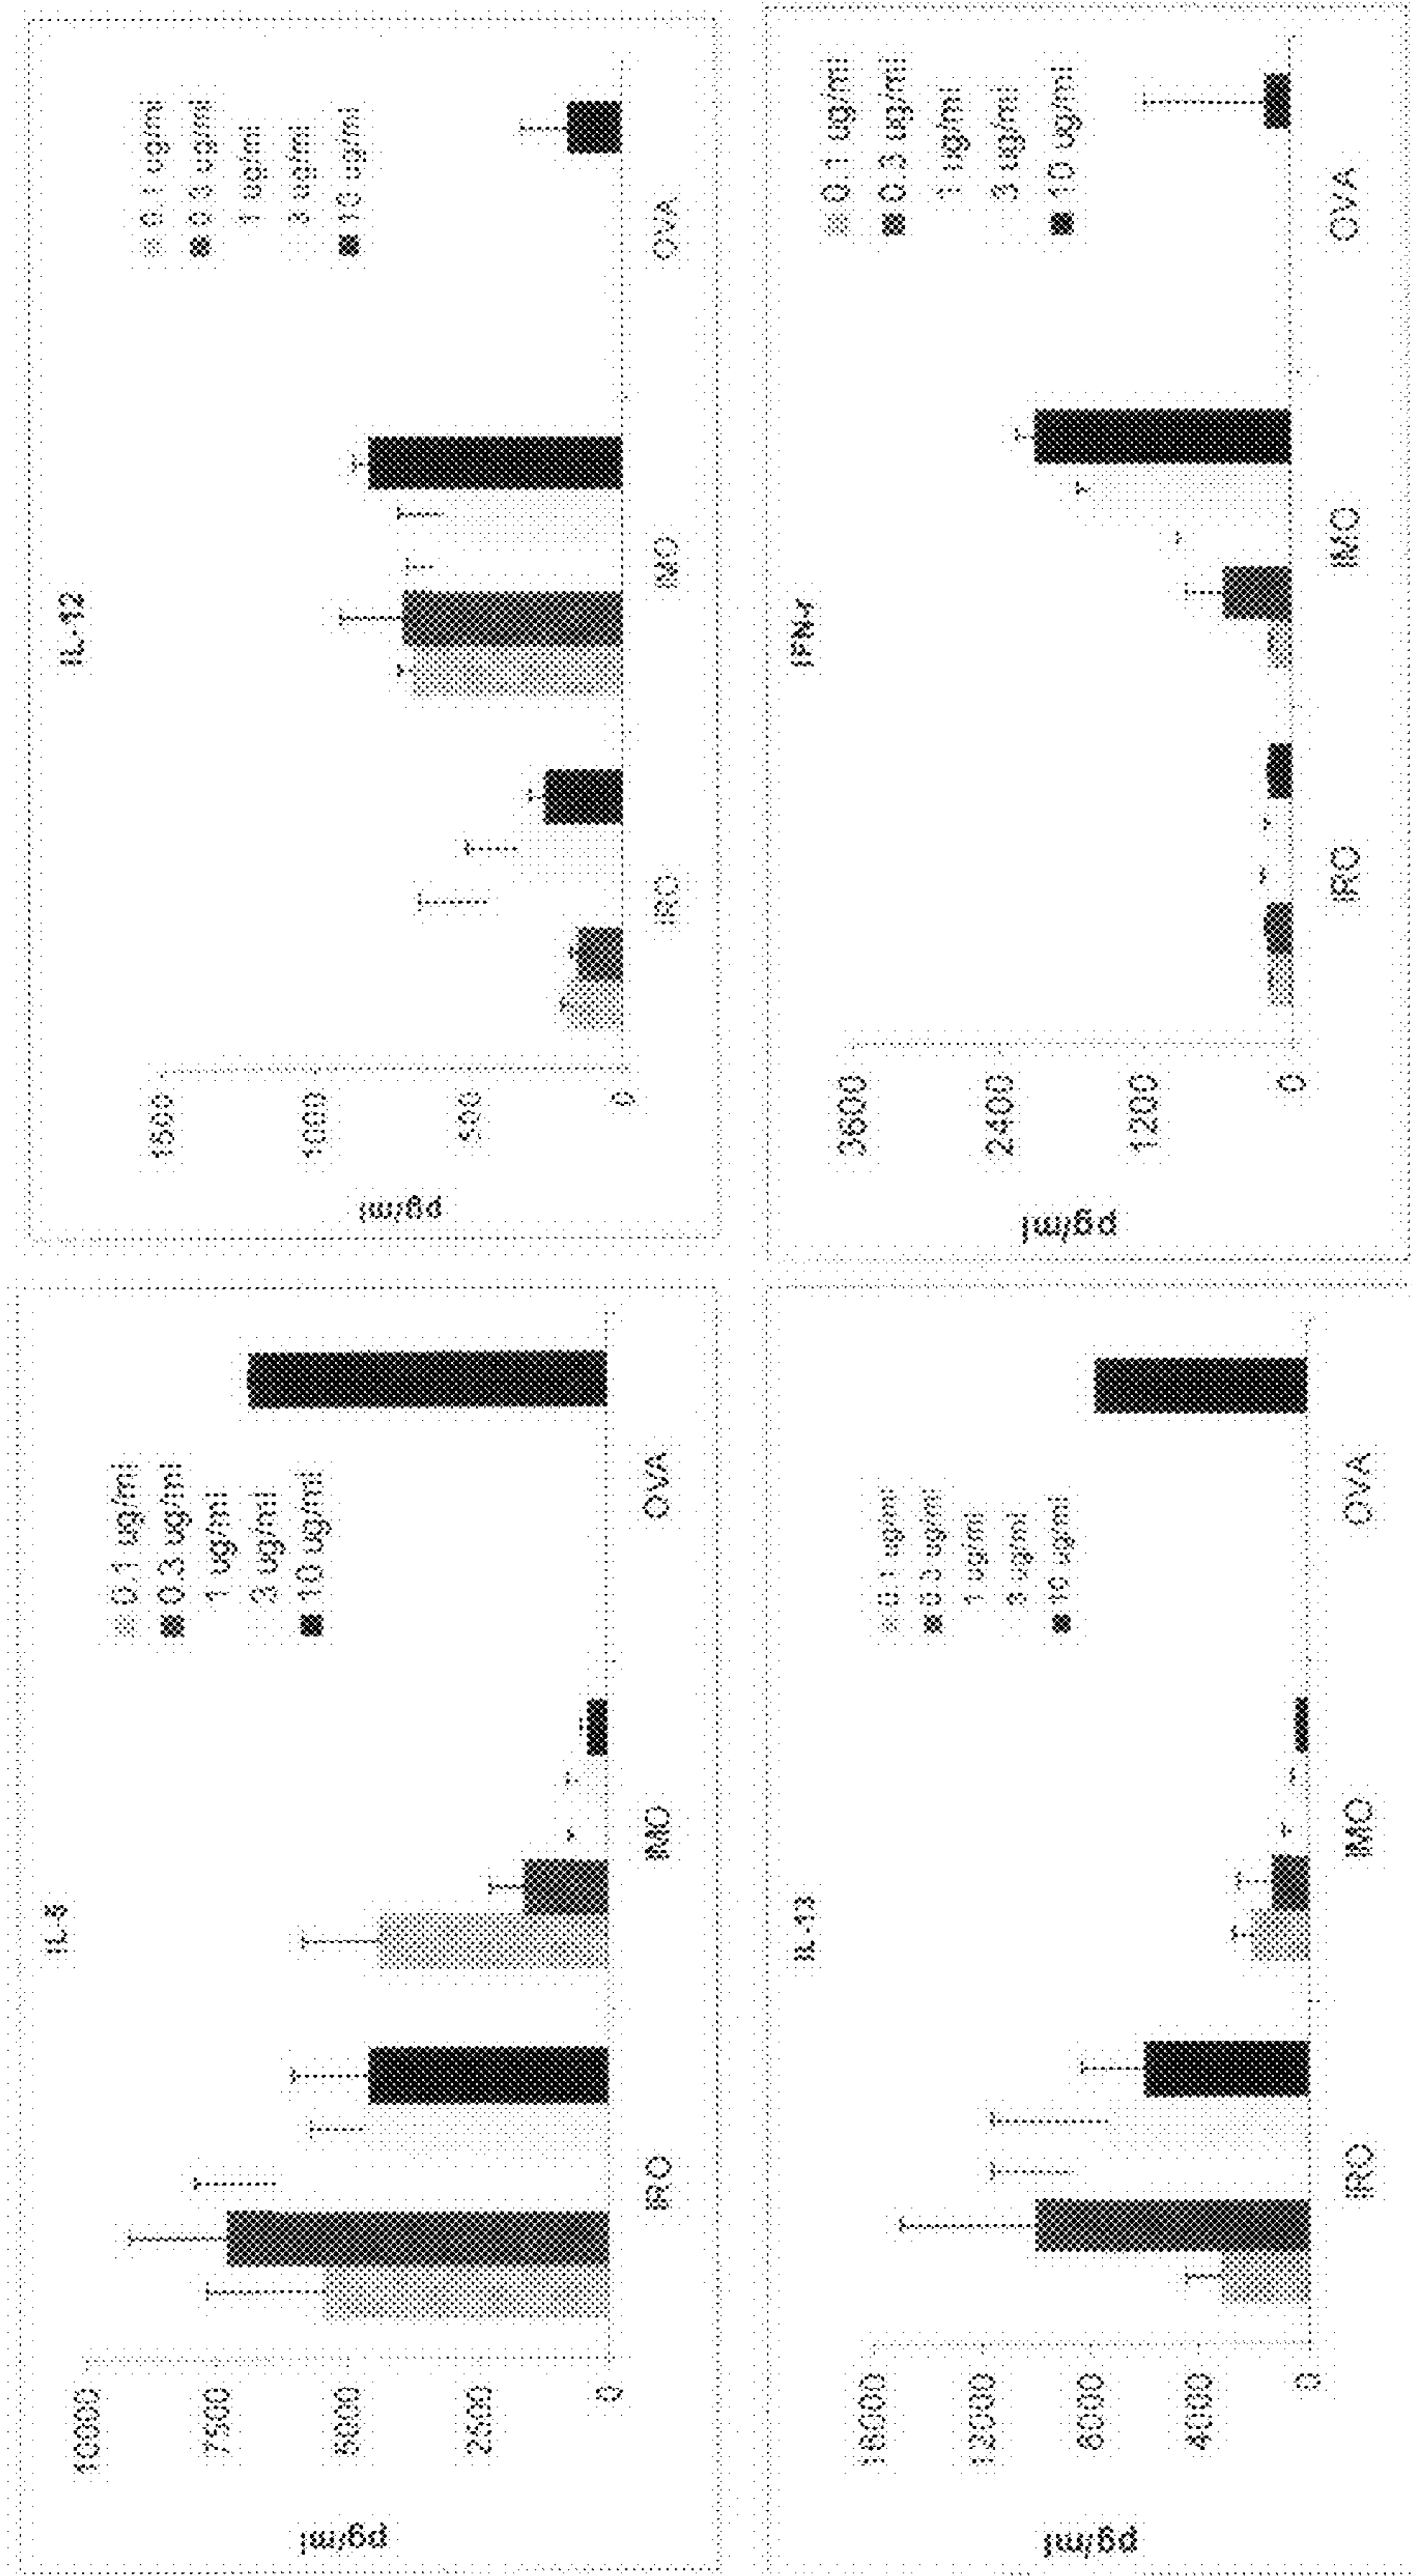 IL-5
10000
7500
5000
2500
0
pg/ml
0.1 ug/ml
0.3 ug/ml
1 ug/ml
3 ug/ml
10 ug/ml
IRO IMO OVA
IL-12
1500
1000
500
0
pg/ml
0.1 ug/ml
0.3 ug/ml
1 ug/ml
3 ug/ml
10 ug/ml
IRO IMO OVA
IL-13
16000
12000
8000
4000
0
pg/ml
0.1 ug/ml
0.3 ug/ml
1 ug/ml
3 ug/ml
10 ug/ml
IRO IMO OVA
IFN-γ
3600
2400
1200
0
pg/ml
0.1 ug/ml
0.3 ug/ml
1 ug/ml
3 ug/ml
10 ug/ml
IRO IMO OVA